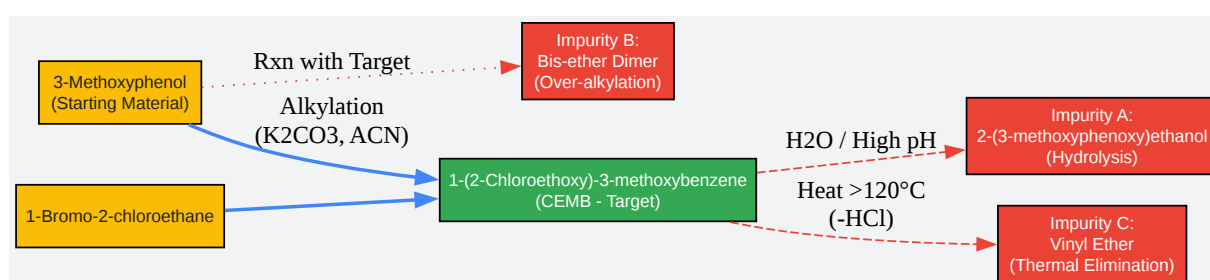 3-Methoxyphenol
(Starting Material)
Rxn with Target
Impurity B:
Bis-ether Dimer
(Over-alkylation)
Alkylation
(K2CO3, ACN)
1-Bromo-2-chloroethane
1-(2-Chloroethoxy)-3-methoxybenzene
(CEMB - Target)
H2O / High pH
Impurity A:
2-(3-methoxyphenoxy)ethanol
(Hydrolysis)
Heat >120°C
(-HCl)
Impurity C:
Vinyl Ether
(Thermal Elimination)